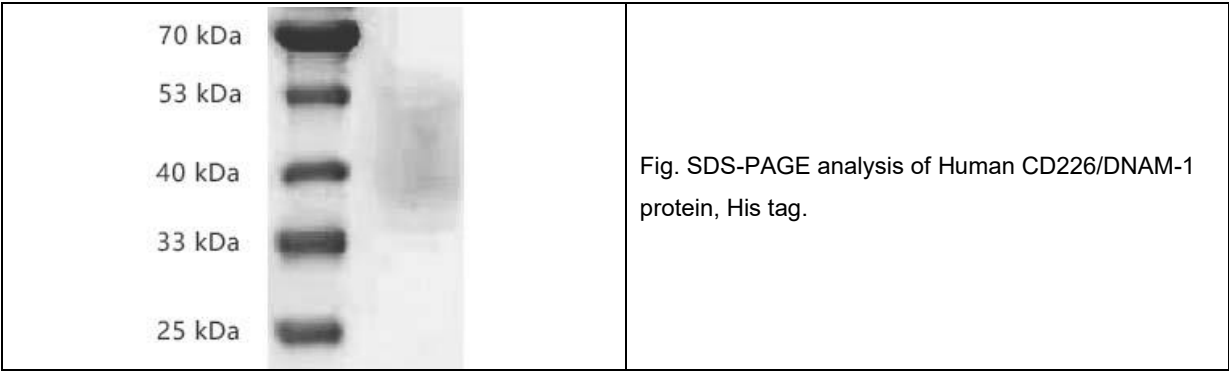 70 kDa
53 kDa
40 kDa
33 kDa
25 kDa
Fig. SDS-PAGE analysis of Human CD226/DNAM-1
protein, His tag.